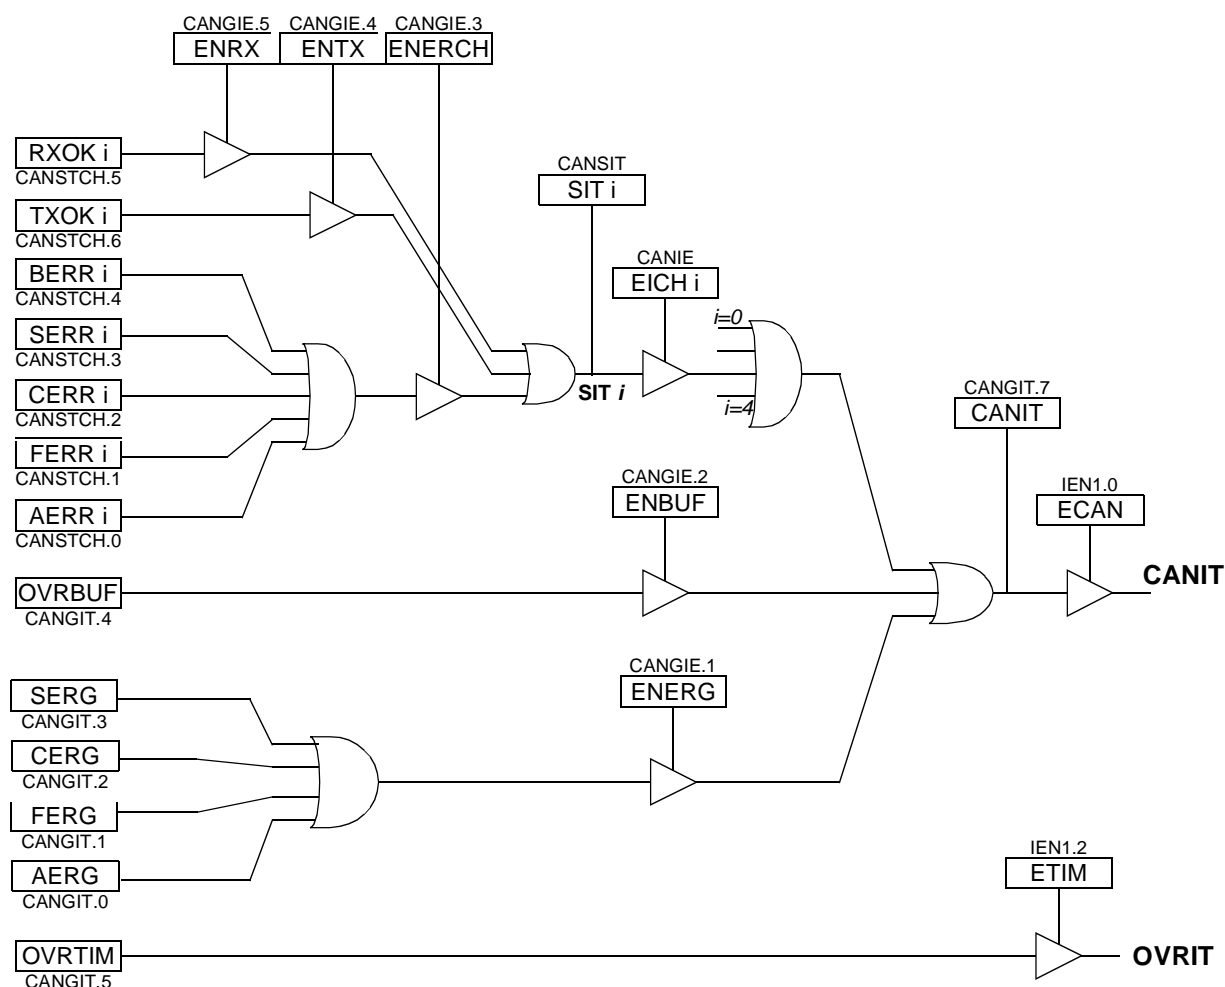 CANGIE.5 CANGIE.4 CANGIE.3
ENRX ENTX ENERCH
RXOK i
CANSTCH.5
TXOK i
CANSTCH.6
BERR i
CANSTCH.4
SERR i
CANSTCH.3
CERR i
CANSTCH.2
FERR i
CANSTCH.1
AERR i
CANSTCH.0
CANSIT
SIT i
SIT i
CANIE
EICH i
i=0
i=4
CANGIT.7
CANIT
IEN1.0
ECAN
CANIT
CANGIE.2
ENBUF
OVRBUF
CANGIT.4
CANGIE.1
ENERG
SERG
CANGIT.3
CERG
CANGIT.2
FERG
CANGIT.1
AERG
CANGIT.0
IEN1.2
ETIM
OVRTIM
CANGIT.5
OVRIT